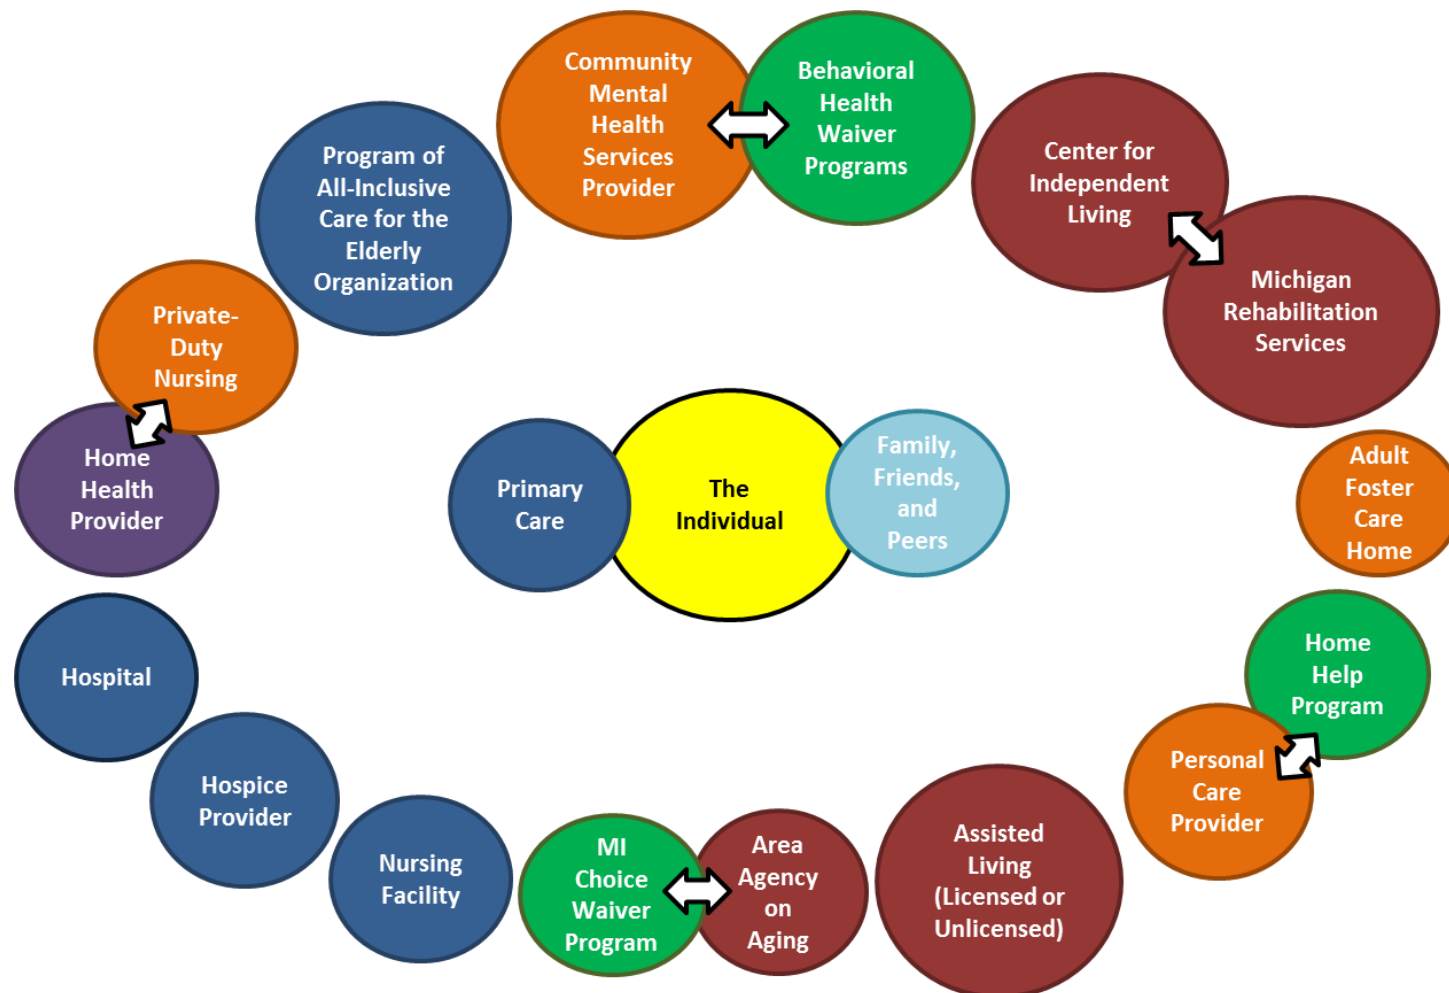 Community
Mental
Health
Services
Provider
Behavioral
Health
Waiver
Programs
Center for
Independent
Living
Michigan
Rehabilitation
Services
Program of
All-Inclusive
Care for the
Elderly
Organization
Private-
Duty
Nursing
Home
Health
Provider
Primary
Care
The
Individual
Family,
Friends,
and
Peers
Adult
Foster
Care
Home
Home
Help
Program
Personal
Care
Provider
Hospital
Hospice
Provider
Nursing
Facility
MI
Choice
Waiver
Program
Area
Agency
on
Aging
Assisted
Living
(Licensed or
Unlicensed)